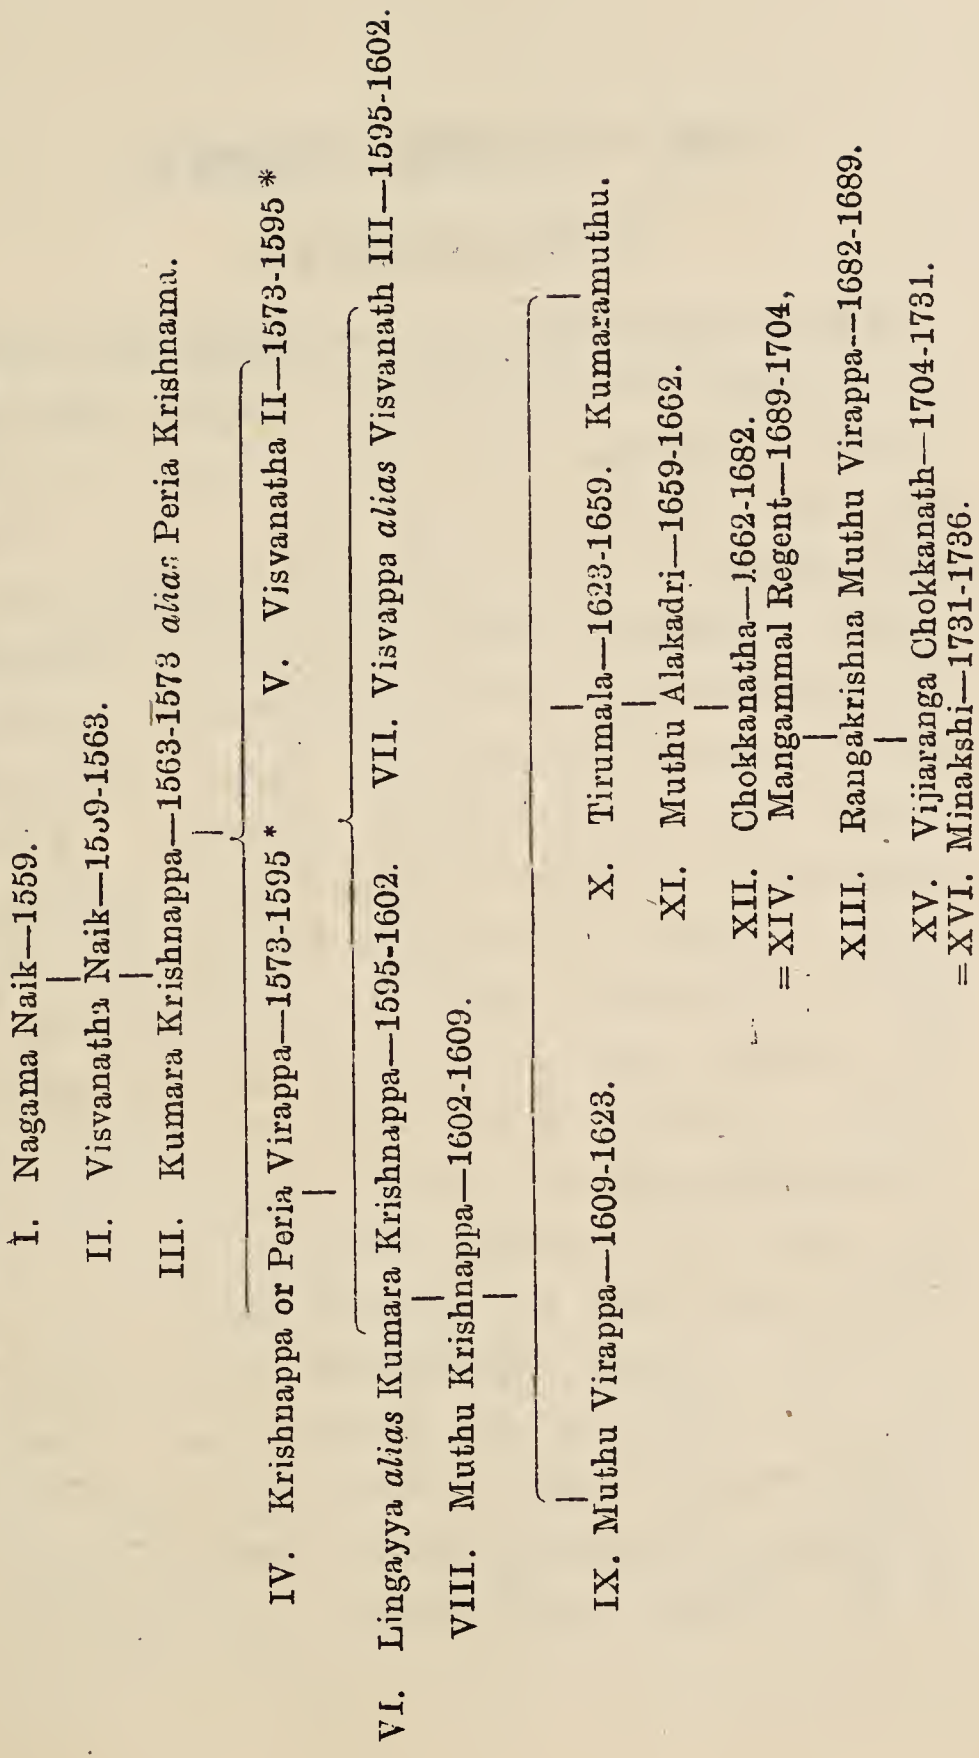 I. Nagama Naik—1559.
II. Visvanatha Naik—1559-1563.
III. Kumara Krishnappa—1563-1573 alias Peria Krishnama.
IV. Krishnappa or Peria Virappa—1573-1595 * V. Visvanatha II—1573-1595 *
VI. Lingayya alias Kumara Krishnappa—1595-1602. VII. Visvappa alias Visvanath III—1595-1602.
VIII. Muthu Krishnappa—1602-1609.
IX. Muthu Virappa—1609-1623. X. Tirumala—1623-1659. Kumaramuthu.
XI. Muthu Alakadri—1659-1662.
XII. Chokkanatha—1662-1682.
=XIV. Mangammal Regent—1689-1704,
XIII. Rangakrishna Muthu Virappa—1682-1689.
XV. Vijiaranga Chokkanath—1704-1731.
=XVI. Minakshi—1731-1736.